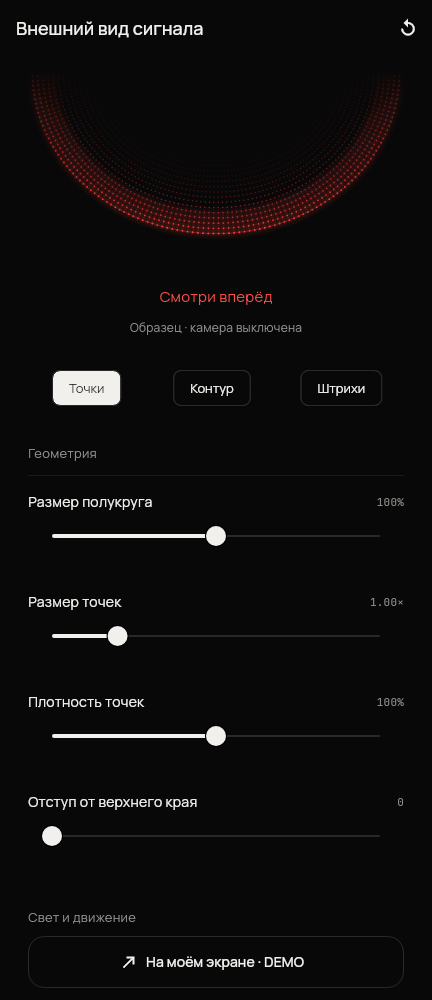 Внешний вид сигнала
Смотри вперёд
Образец · камера выключена
Точки
Контур
Штрихи
Геометрия
Размер полукруга
100%
Размер точек
1.00×
Плотность точек
100%
Отступ от верхнего края
0
Свет и движение
На моём экране · DEMO